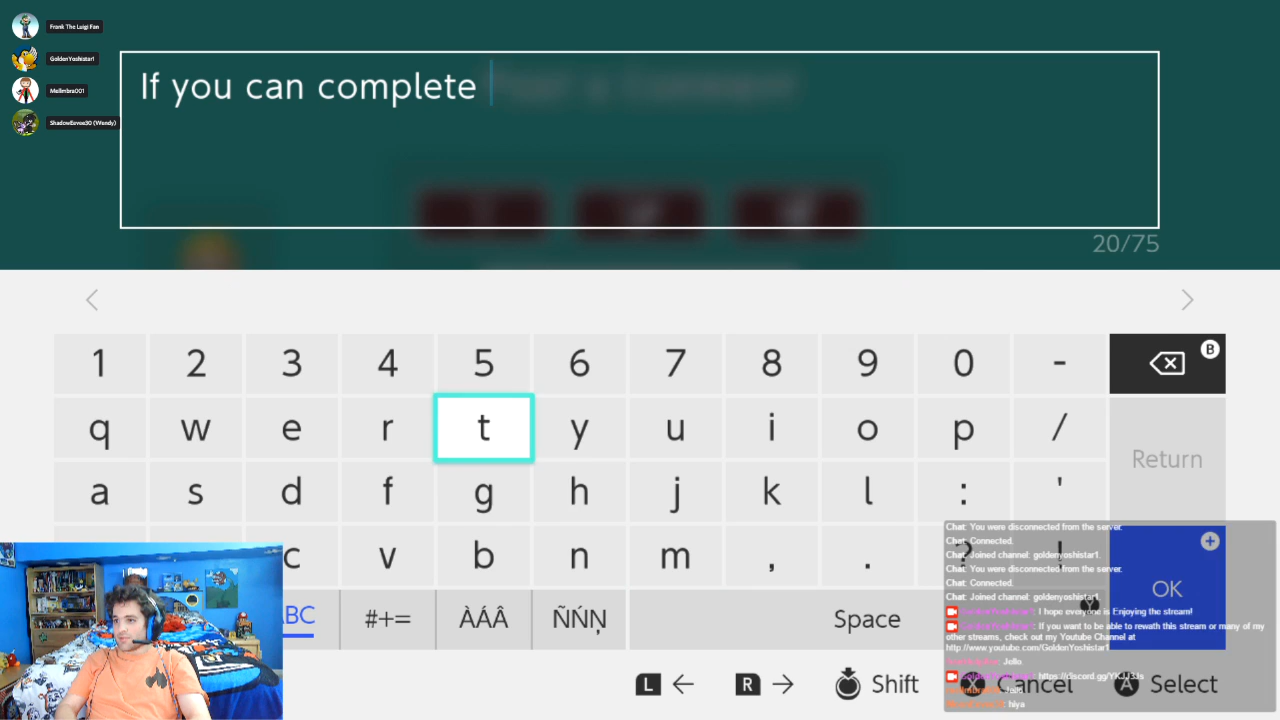 Frank The Luigi Fan
GoldenYoshistar1
Mellmbra001
ShadowEevee30 (Wendy)
If you can complete
20/75
1 2 3 4 5 6 7 8 9 0 -
q w e r t y u i o p /
a s d f g h j k l : '
c v b n m , . ? !
B
Return
+
OK
ABC #+= ÀÁÂ ÑŃŅ Space
L ← R → Shift X Cancel A Select
Chat: You were disconnected from the server.
Chat: Connected.
Chat: Joined channel: goldenyoshistar1.
Chat: You were disconnected from the server.
Chat: Connected.
Chat: Joined channel: goldenyoshistar1.
: I hope everyone is Enjoying the stream!
: If you want to be able to rewath this stream or many of my
other streams, check out my Youtube Channel at
http://www.youtube.com/GoldenYoshistar1
: Jello
: hiya